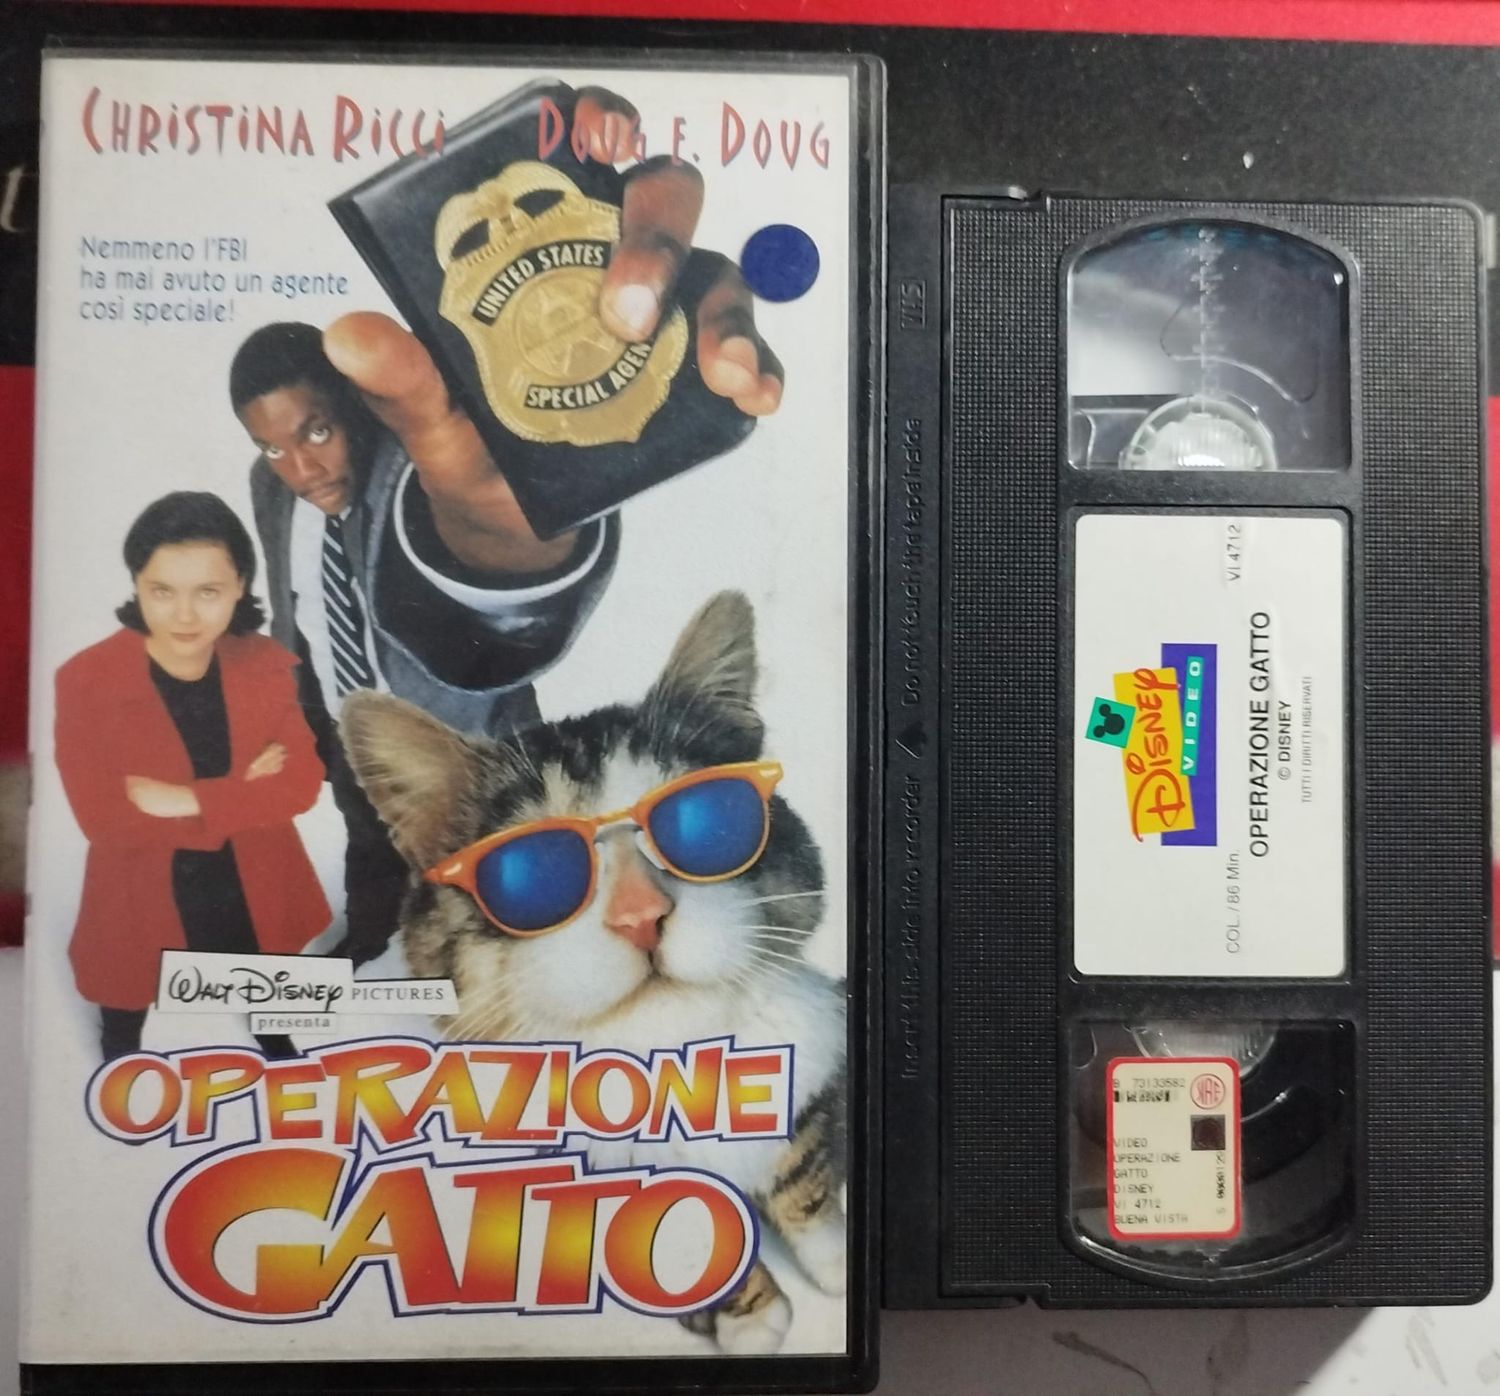 CHRISTINA RICCI
DOUG E. DOUG
Nemmeno l'FBI
ha mai avuto un agente
così speciale!
UNITED STATES
SPECIAL AGEN
WALT DISNEY PICTURES
presenta
OPERAZIONE
GATTO
VHS
Insert this side into recorder
Do not touch the tape inside
VI 4712
DISNEY
VIDEO
COL. / 86 Min.
OPERAZIONE GATTO
© DISNEY
TUTTI I DIRITTI RISERVATI
B 73133582
VIDEO
OPERAZIONE
GATTO
DISNEY
VI 4712
BUENA VISTA